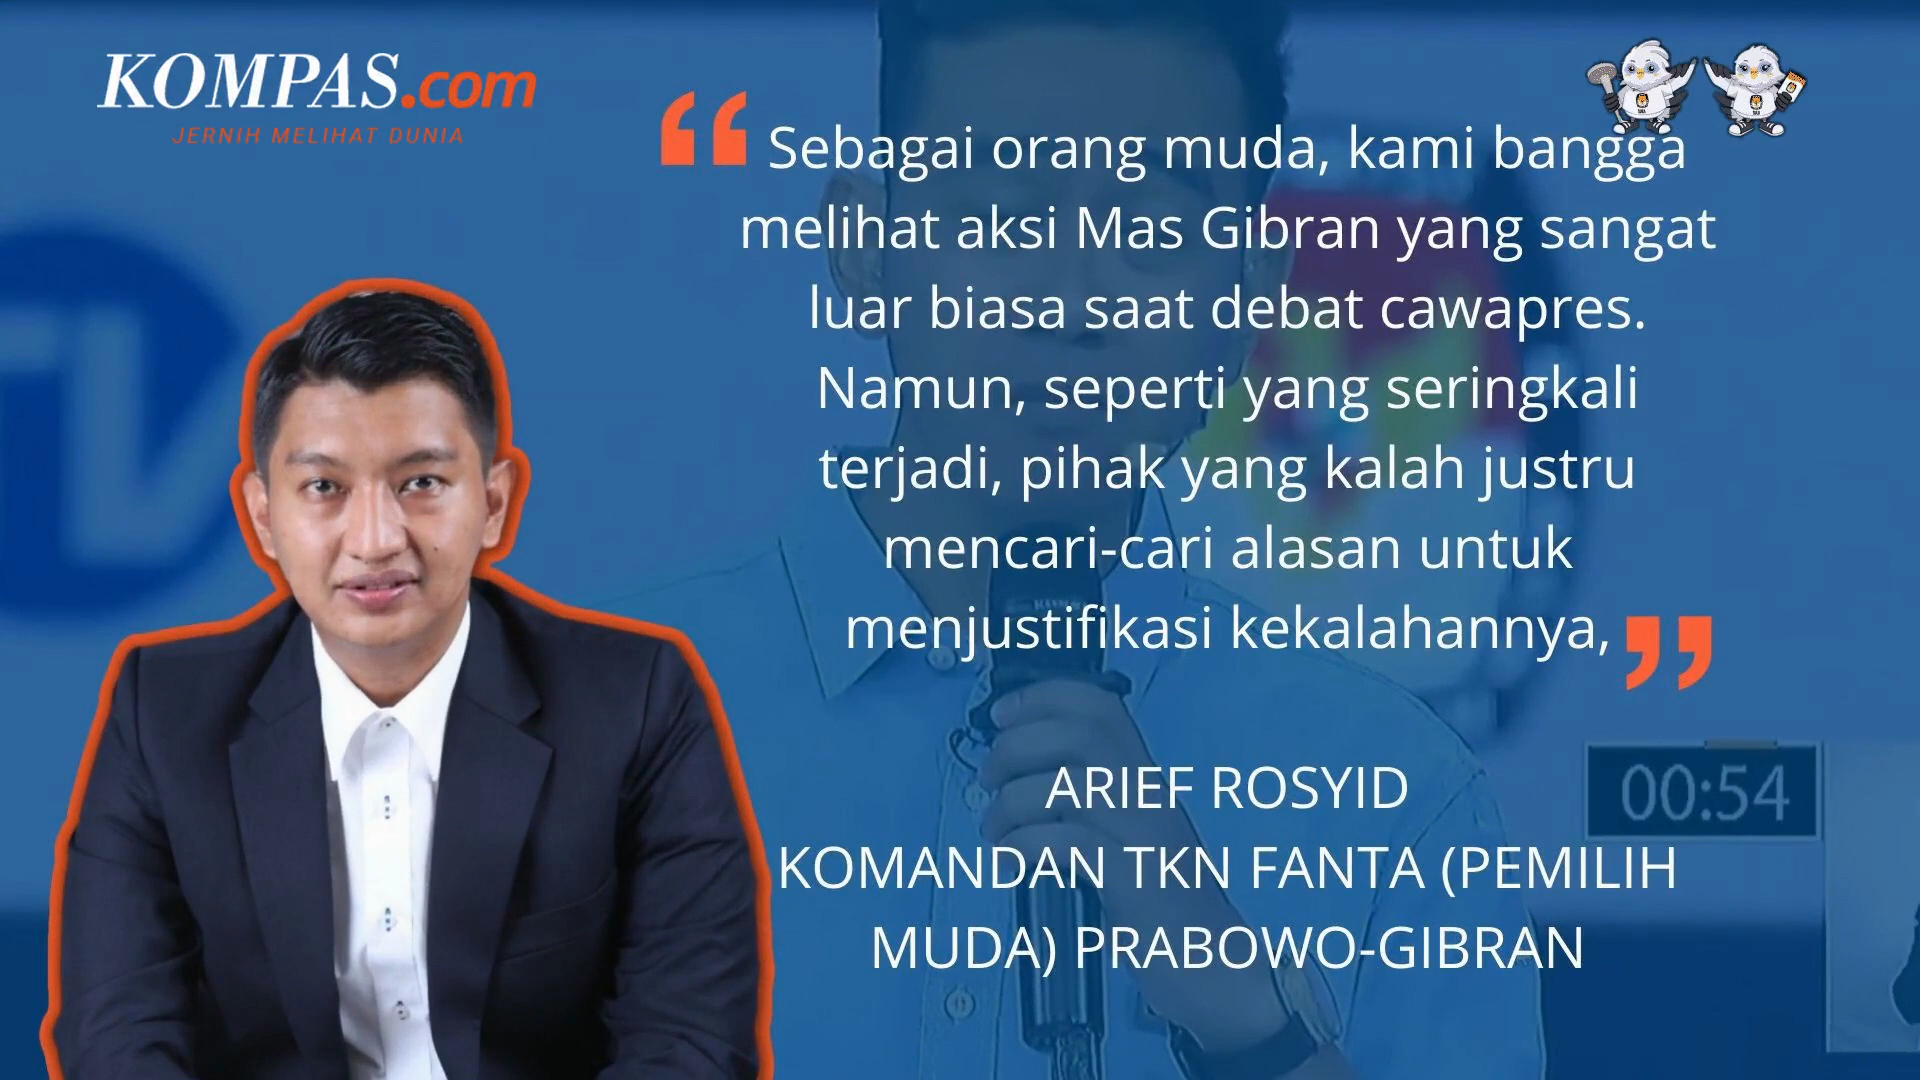 KOMPAS.com
JERNIH MELIHAT DUNIA
“Sebagai orang muda, kami bangga
melihat aksi Mas Gibran yang sangat
luar biasa saat debat cawapres.
Namun, seperti yang seringkali
terjadi, pihak yang kalah justru
mencari-cari alasan untuk
menjustifikasi kekalahannya,”
ARIEF ROSYID
KOMANDAN TKN FANTA (PEMILIH
MUDA) PRABOWO-GIBRAN
00:54
TV